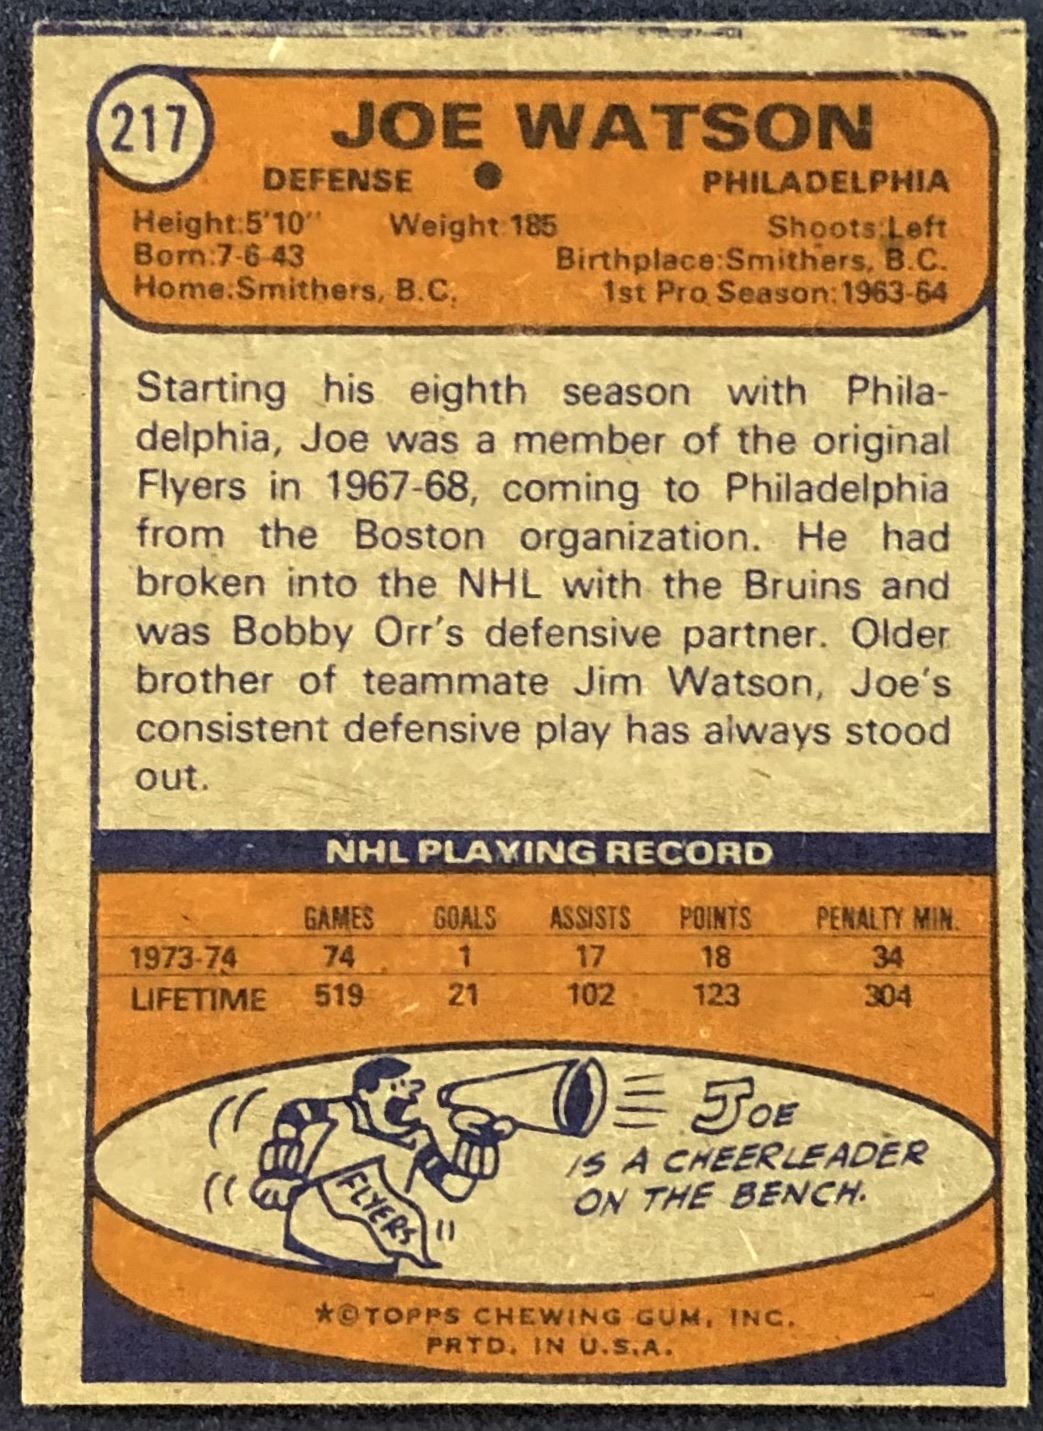 217
JOE WATSON
DEFENSE ● PHILADELPHIA
Height:5'10" Weight:185 Shoots:Left
Born:7-6-43 Birthplace:Smithers, B.C.
Home:Smithers, B.C. 1st Pro Season:1963-64
Starting his eighth season with Phila-
delphia, Joe was a member of the original
Flyers in 1967-68, coming to Philadelphia
from the Boston organization. He had
broken into the NHL with the Bruins and
was Bobby Orr's defensive partner. Older
brother of teammate Jim Watson, Joe's
consistent defensive play has always stood
out.
NHL PLAYING RECORD
GAMES GOALS ASSISTS POINTS PENALTY MIN.
1973-74 74 1 17 18 34
LIFETIME 519 21 102 123 304
JOE
IS A CHEERLEADER
ON THE BENCH.
FLYERS
★©TOPPS CHEWING GUM, INC.
PRTD. IN U.S.A.